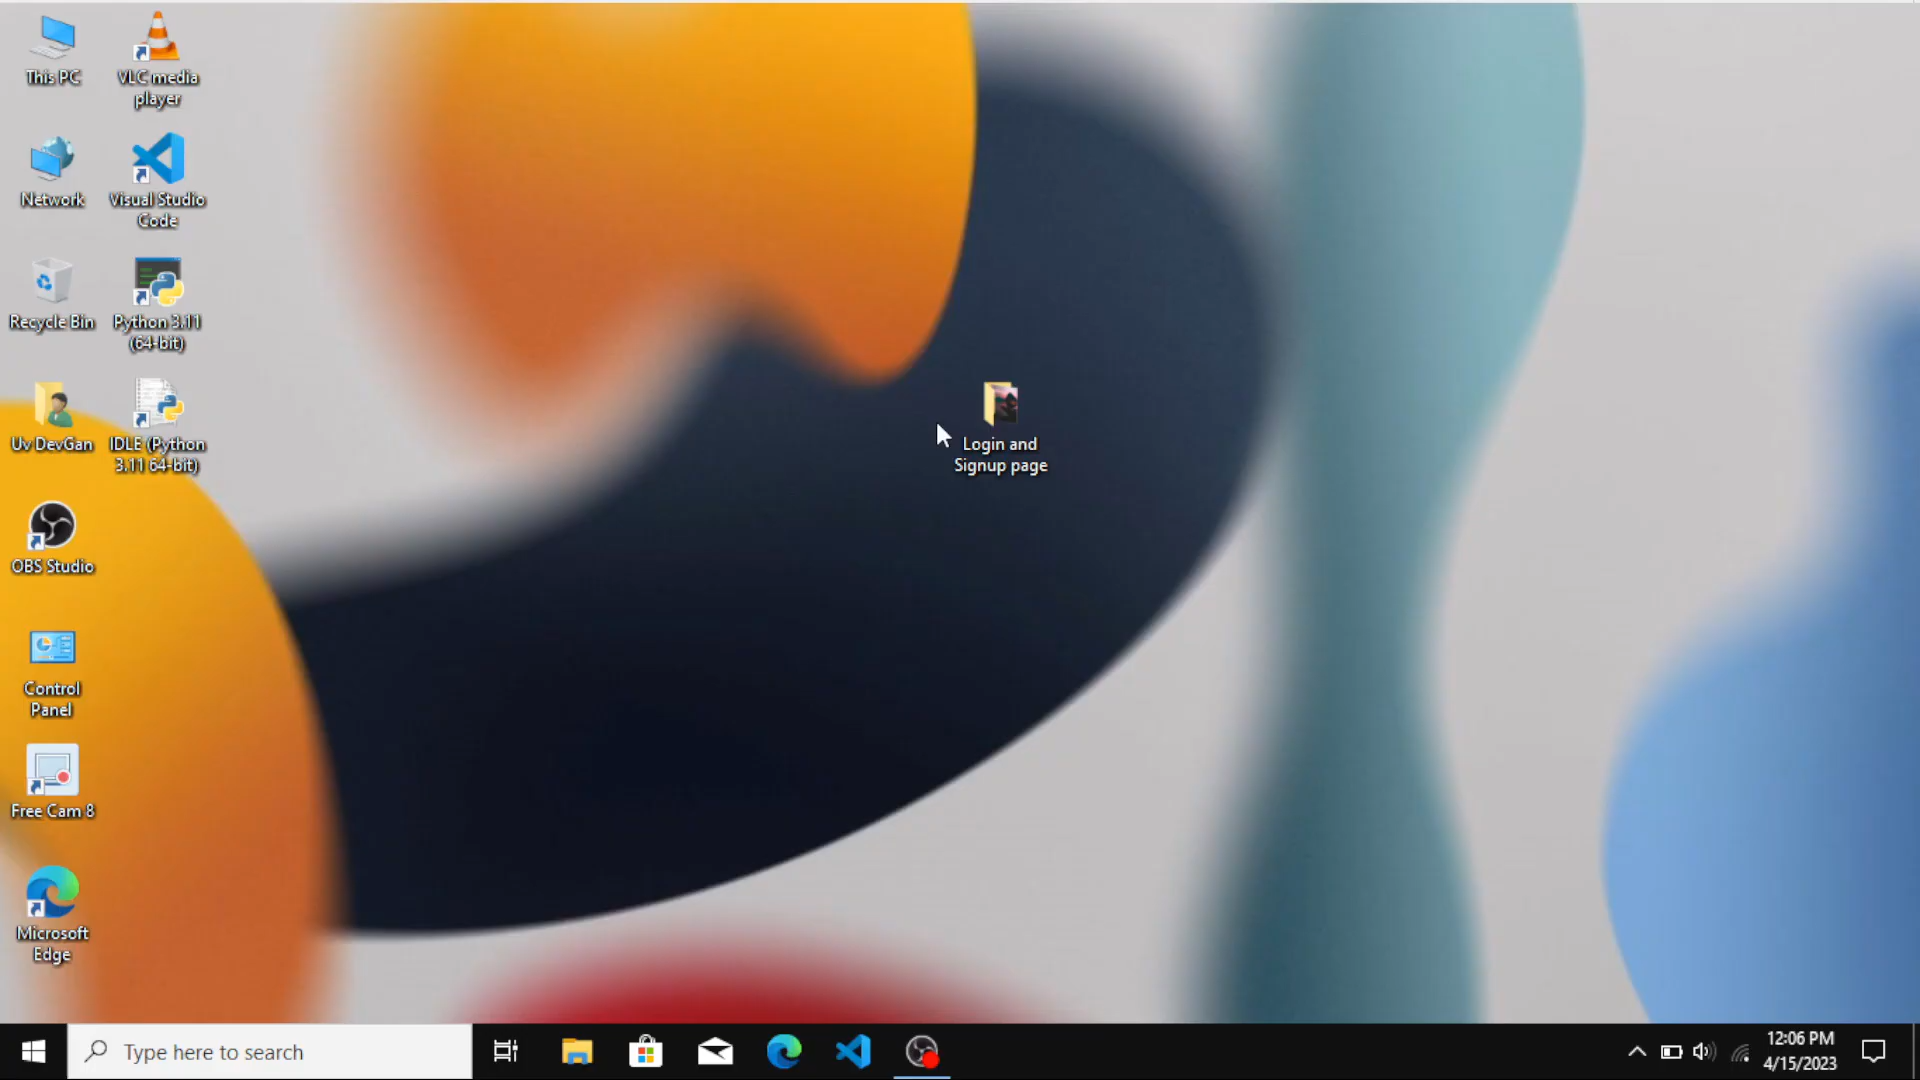 This PC
VLC media
player
Network
Visual Studio
Code
Recycle Bin
Python 3.11
(64-bit)
Uv DevGan
IDLE (Python
3.11 64-bit)
Login and
Signup page
OBS Studio
Control
Panel
Free Cam 8
Microsoft
Edge
Type here to search
12:06 PM
4/15/2023